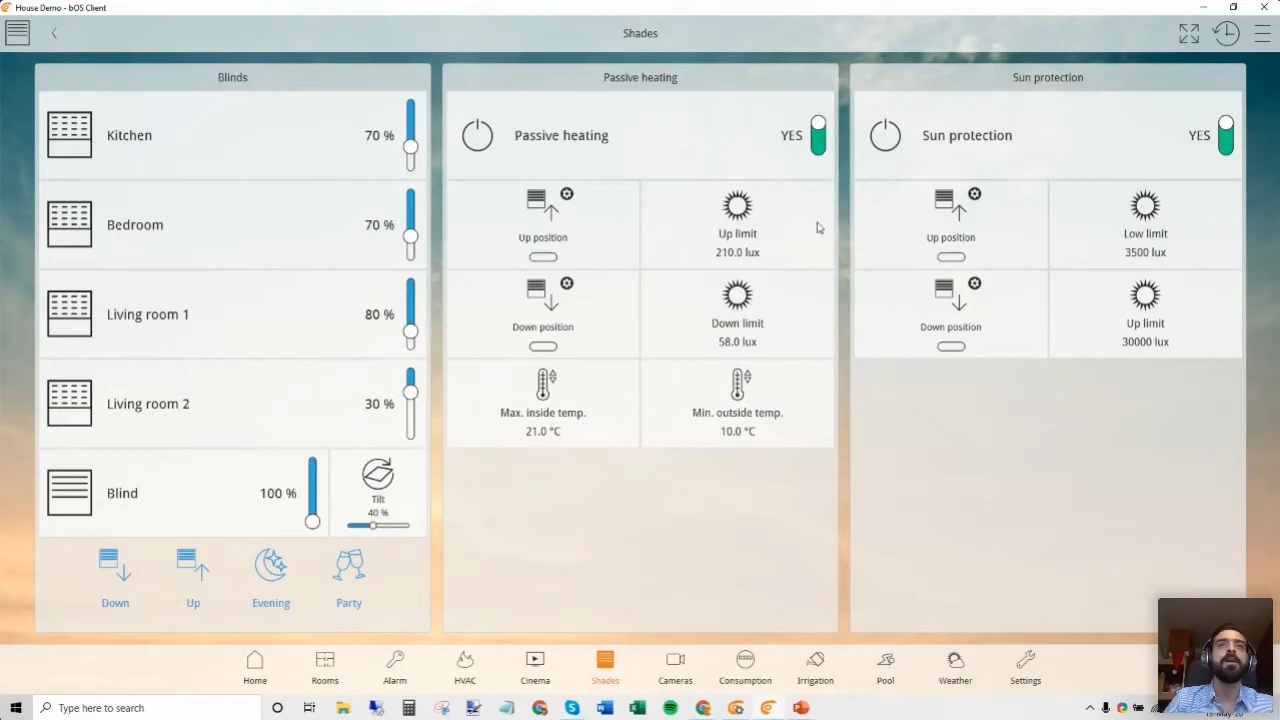 House Demo - bOS Client
Shades
Blinds
Kitchen
70 %
Bedroom
70 %
Living room 1
80 %
Living room 2
30 %
Blind
100 %
Tilt
40 %
Down
Up
Evening
Party
Passive heating
Passive heating
YES
Up position
Up limit
210.0 lux
Down position
Down limit
58.0 lux
Max. inside temp.
21.0 °C
Min. outside temp.
10.0 °C
Sun protection
Sun protection
YES
Up position
Low limit
3500 lux
Down position
Up limit
30000 lux
Home
Rooms
Alarm
HVAC
Cinema
Shades
Cameras
Consumption
Irrigation
Pool
Weather
Settings
Type here to search
15-May-20